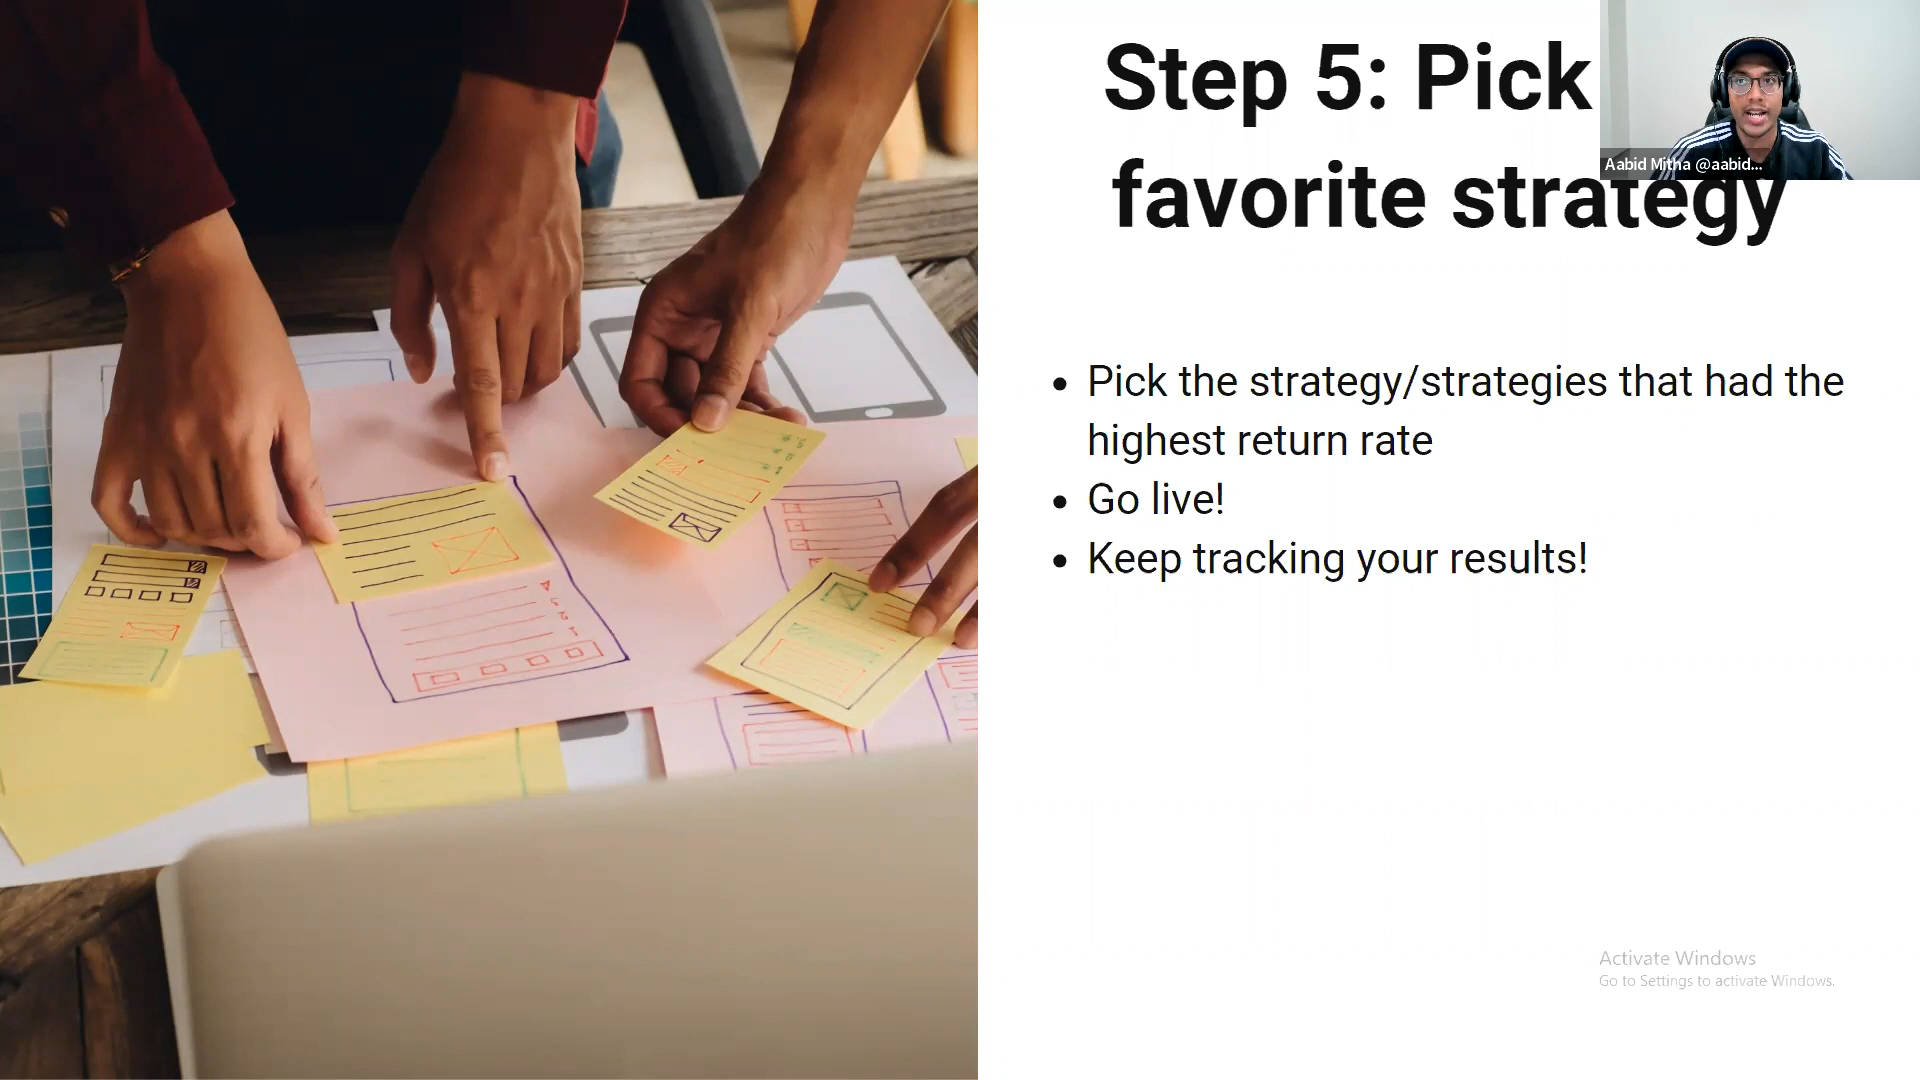 Step 5: Pick
favorite strategy
Aabid Mitha @aabid...
• Pick the strategy/strategies that had the
highest return rate
• Go live!
• Keep tracking your results!
Activate Windows
Go to Settings to activate Windows.